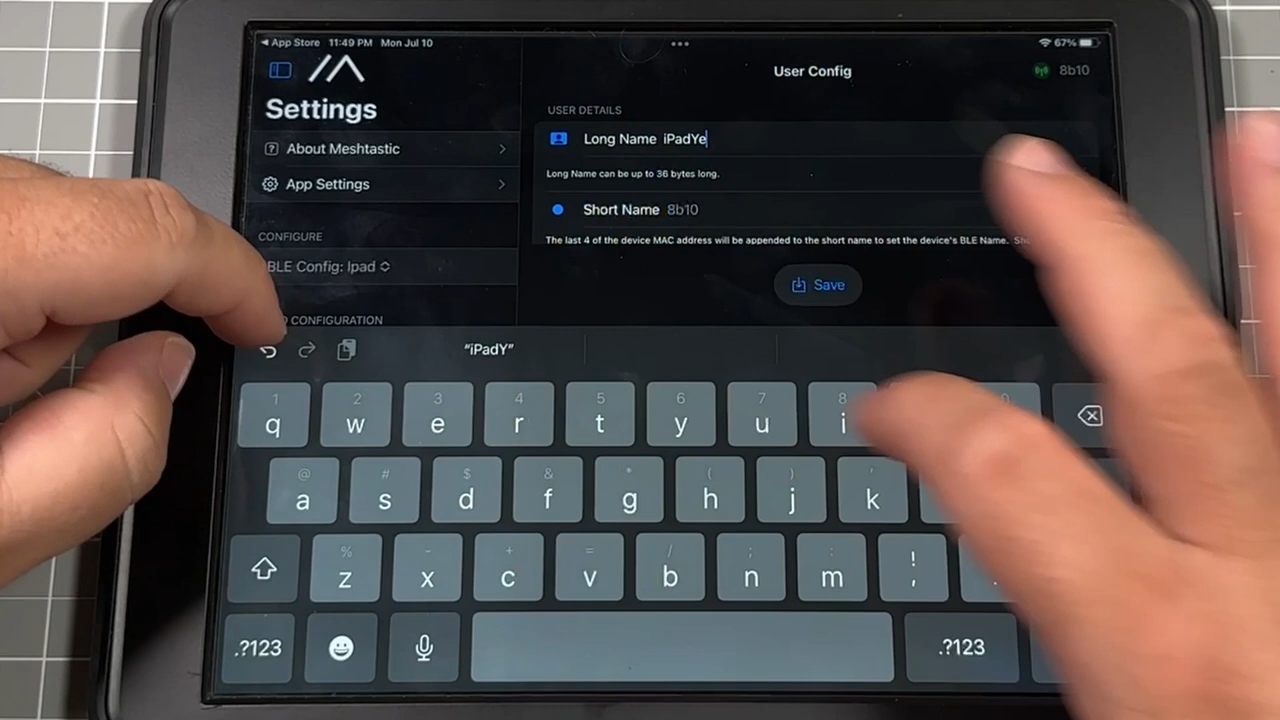 App Store 11:49 PM Mon Jul 10
67%
Settings
About Meshtastic
App Settings
CONFIGURE
BLE Config: Ipad
CONFIGURATION
User Config
8b10
USER DETAILS
Long Name iPadYe
Long Name can be up to 36 bytes long.
Short Name 8b10
The last 4 of the device MAC address will be appended to the short name to set the device's BLE Name.
Save
“iPadY”
1 2 3 4 5 6 7 8
q w e r t y u i
@ # $ & * ( ) '
a s d f g h j k
% - + = / ; : !
z x c v b n m ,
.?123 .?123